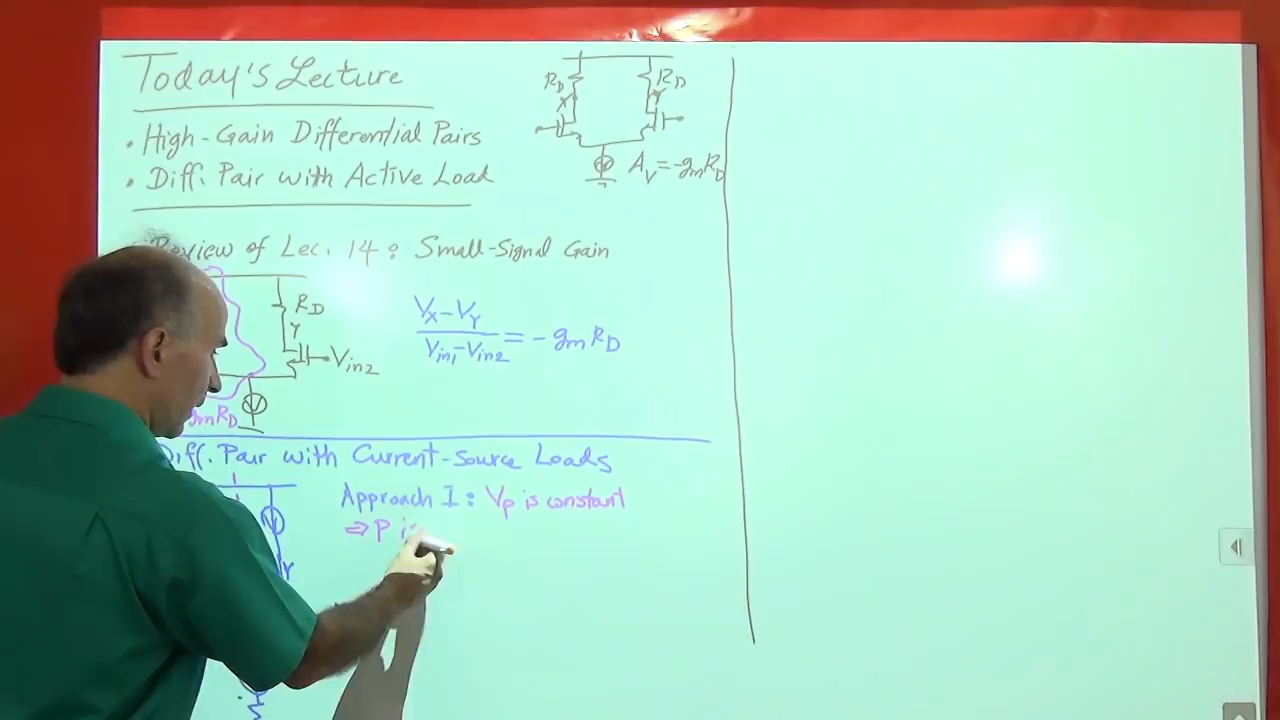 Today's Lecture
• High-Gain Differential Pairs
• Diff. Pair with Active Load
R_D
R_D
X
Y
A_V = -g_m R_D
Review of Lec. 14 : Small-Signal Gain
R_D
Y
V_in2
g_m R_D
V_X - V_Y
V_in1 - V_in2
= - g_m R_D
Diff. Pair with Current-Source Loads
Approach I : V_P is constant
⇒ P is
Y